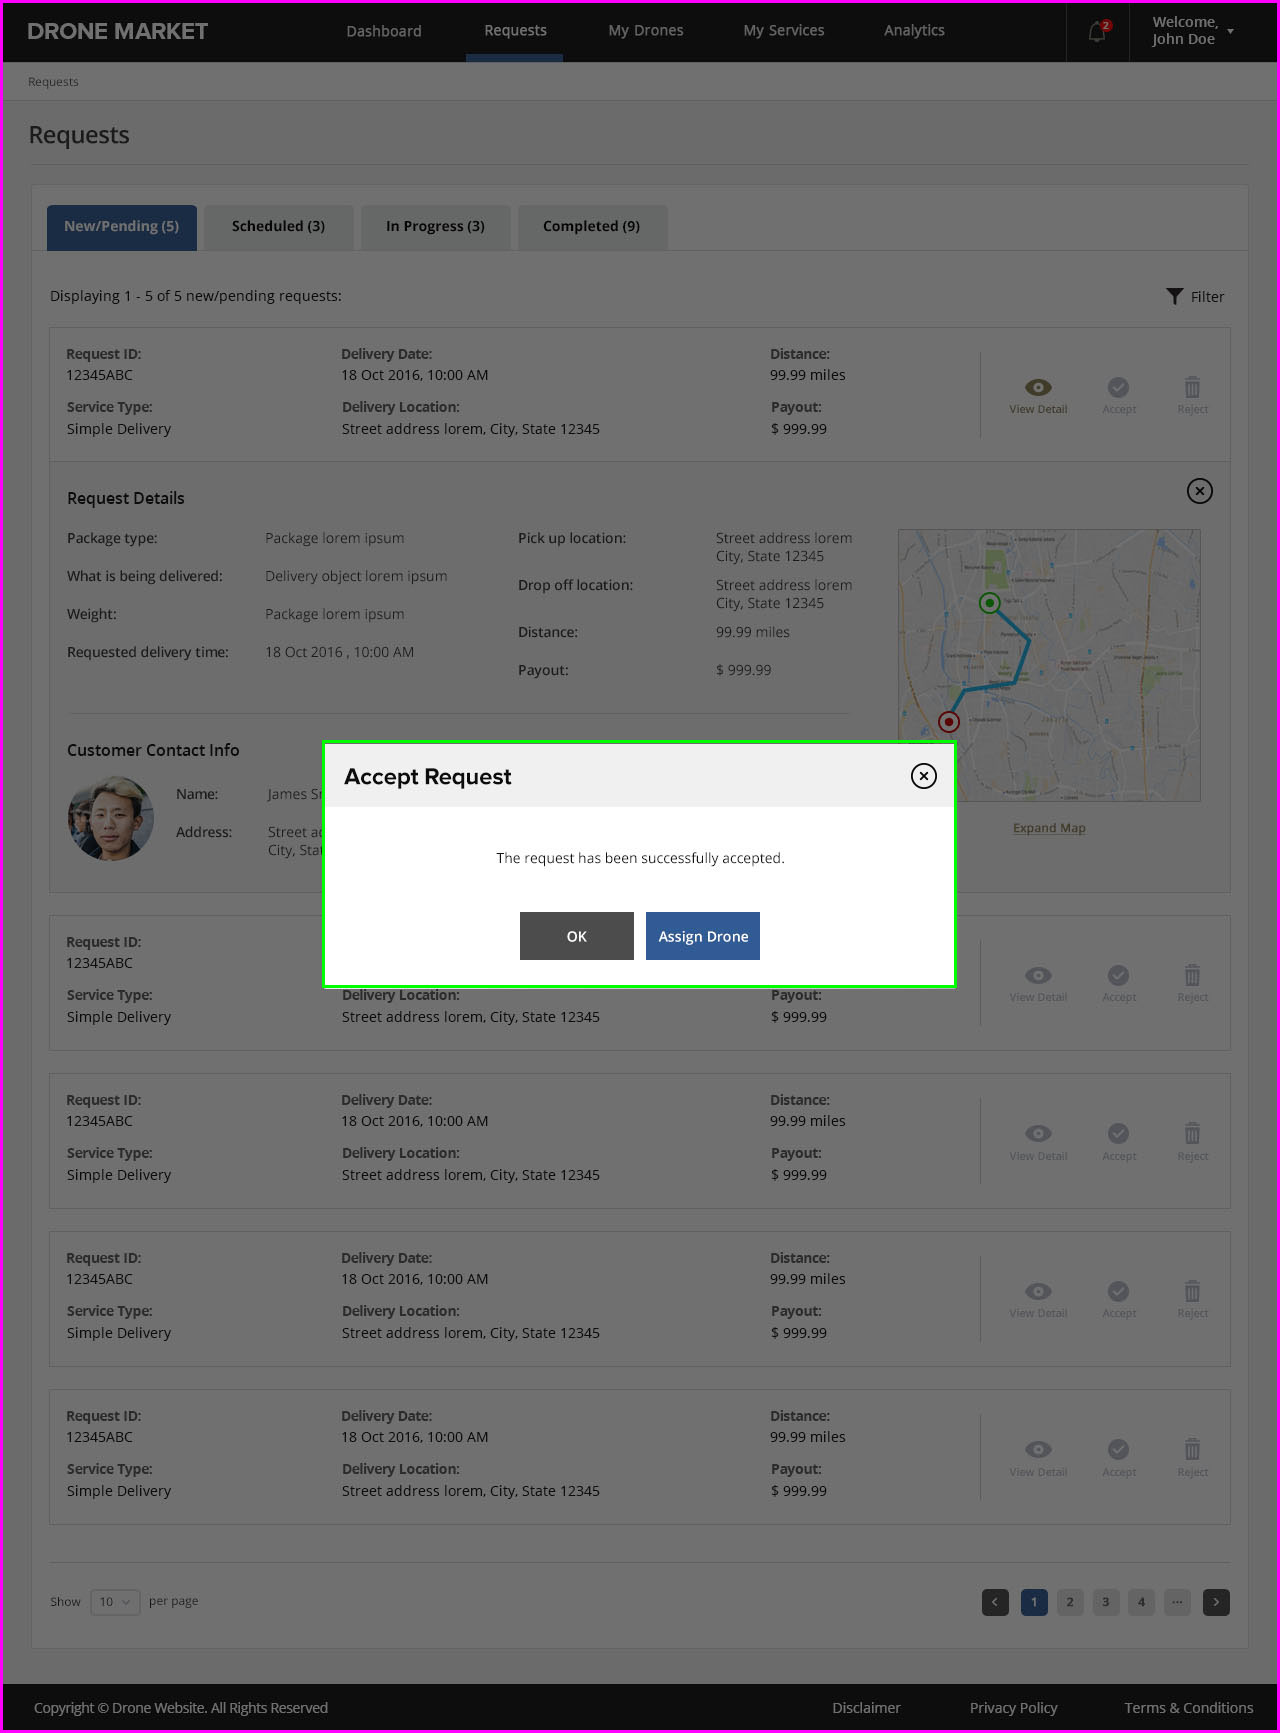 DRONE MARKET
Dashboard
Requests
My Drones
My Services
Analytics
2
Welcome,
John Doe
Requests
Requests
New/Pending (5)
Scheduled (3)
In Progress (3)
Completed (9)
Displaying 1 - 5 of 5 new/pending requests:
Filter
Request ID:
Delivery Date:
Distance:
12345ABC
18 Oct 2016, 10:00 AM
99.99 miles
View Detail
Accept
Reject
Service Type:
Delivery Location:
Payout:
Simple Delivery
Street address lorem, City, State 12345
$ 999.99
Request Details
Package type:
Package lorem ipsum
What is being delivered:
Delivery object lorem ipsum
Weight:
Package lorem ipsum
Requested delivery time:
18 Oct 2016 , 10:00 AM
Pick up location:
Street address lorem
City, State 12345
Drop off location:
Street address lorem
City, State 12345
Distance:
99.99 miles
Payout:
$ 999.99
Expand Map
Customer Contact Info
Name:
James
Address:
Street
City,
Accept Request
The request has been successfully accepted.
OK
Assign Drone
Request ID:
12345ABC
View Detail
Accept
Reject
Service Type:
Delivery Location:
Payout:
Simple Delivery
Street address lorem, City, State 12345
$ 999.99
Request ID:
Delivery Date:
Distance:
12345ABC
18 Oct 2016, 10:00 AM
99.99 miles
View Detail
Accept
Reject
Service Type:
Delivery Location:
Payout:
Simple Delivery
Street address lorem, City, State 12345
$ 999.99
Request ID:
Delivery Date:
Distance:
12345ABC
18 Oct 2016, 10:00 AM
99.99 miles
View Detail
Accept
Reject
Service Type:
Delivery Location:
Payout:
Simple Delivery
Street address lorem, City, State 12345
$ 999.99
Request ID:
Delivery Date:
Distance:
12345ABC
18 Oct 2016, 10:00 AM
99.99 miles
View Detail
Accept
Reject
Service Type:
Delivery Location:
Payout:
Simple Delivery
Street address lorem, City, State 12345
$ 999.99
Show 10 per page
1
2
3
4
...
Copyright © Drone Website. All Rights Reserved
Disclaimer
Privacy Policy
Terms & Conditions